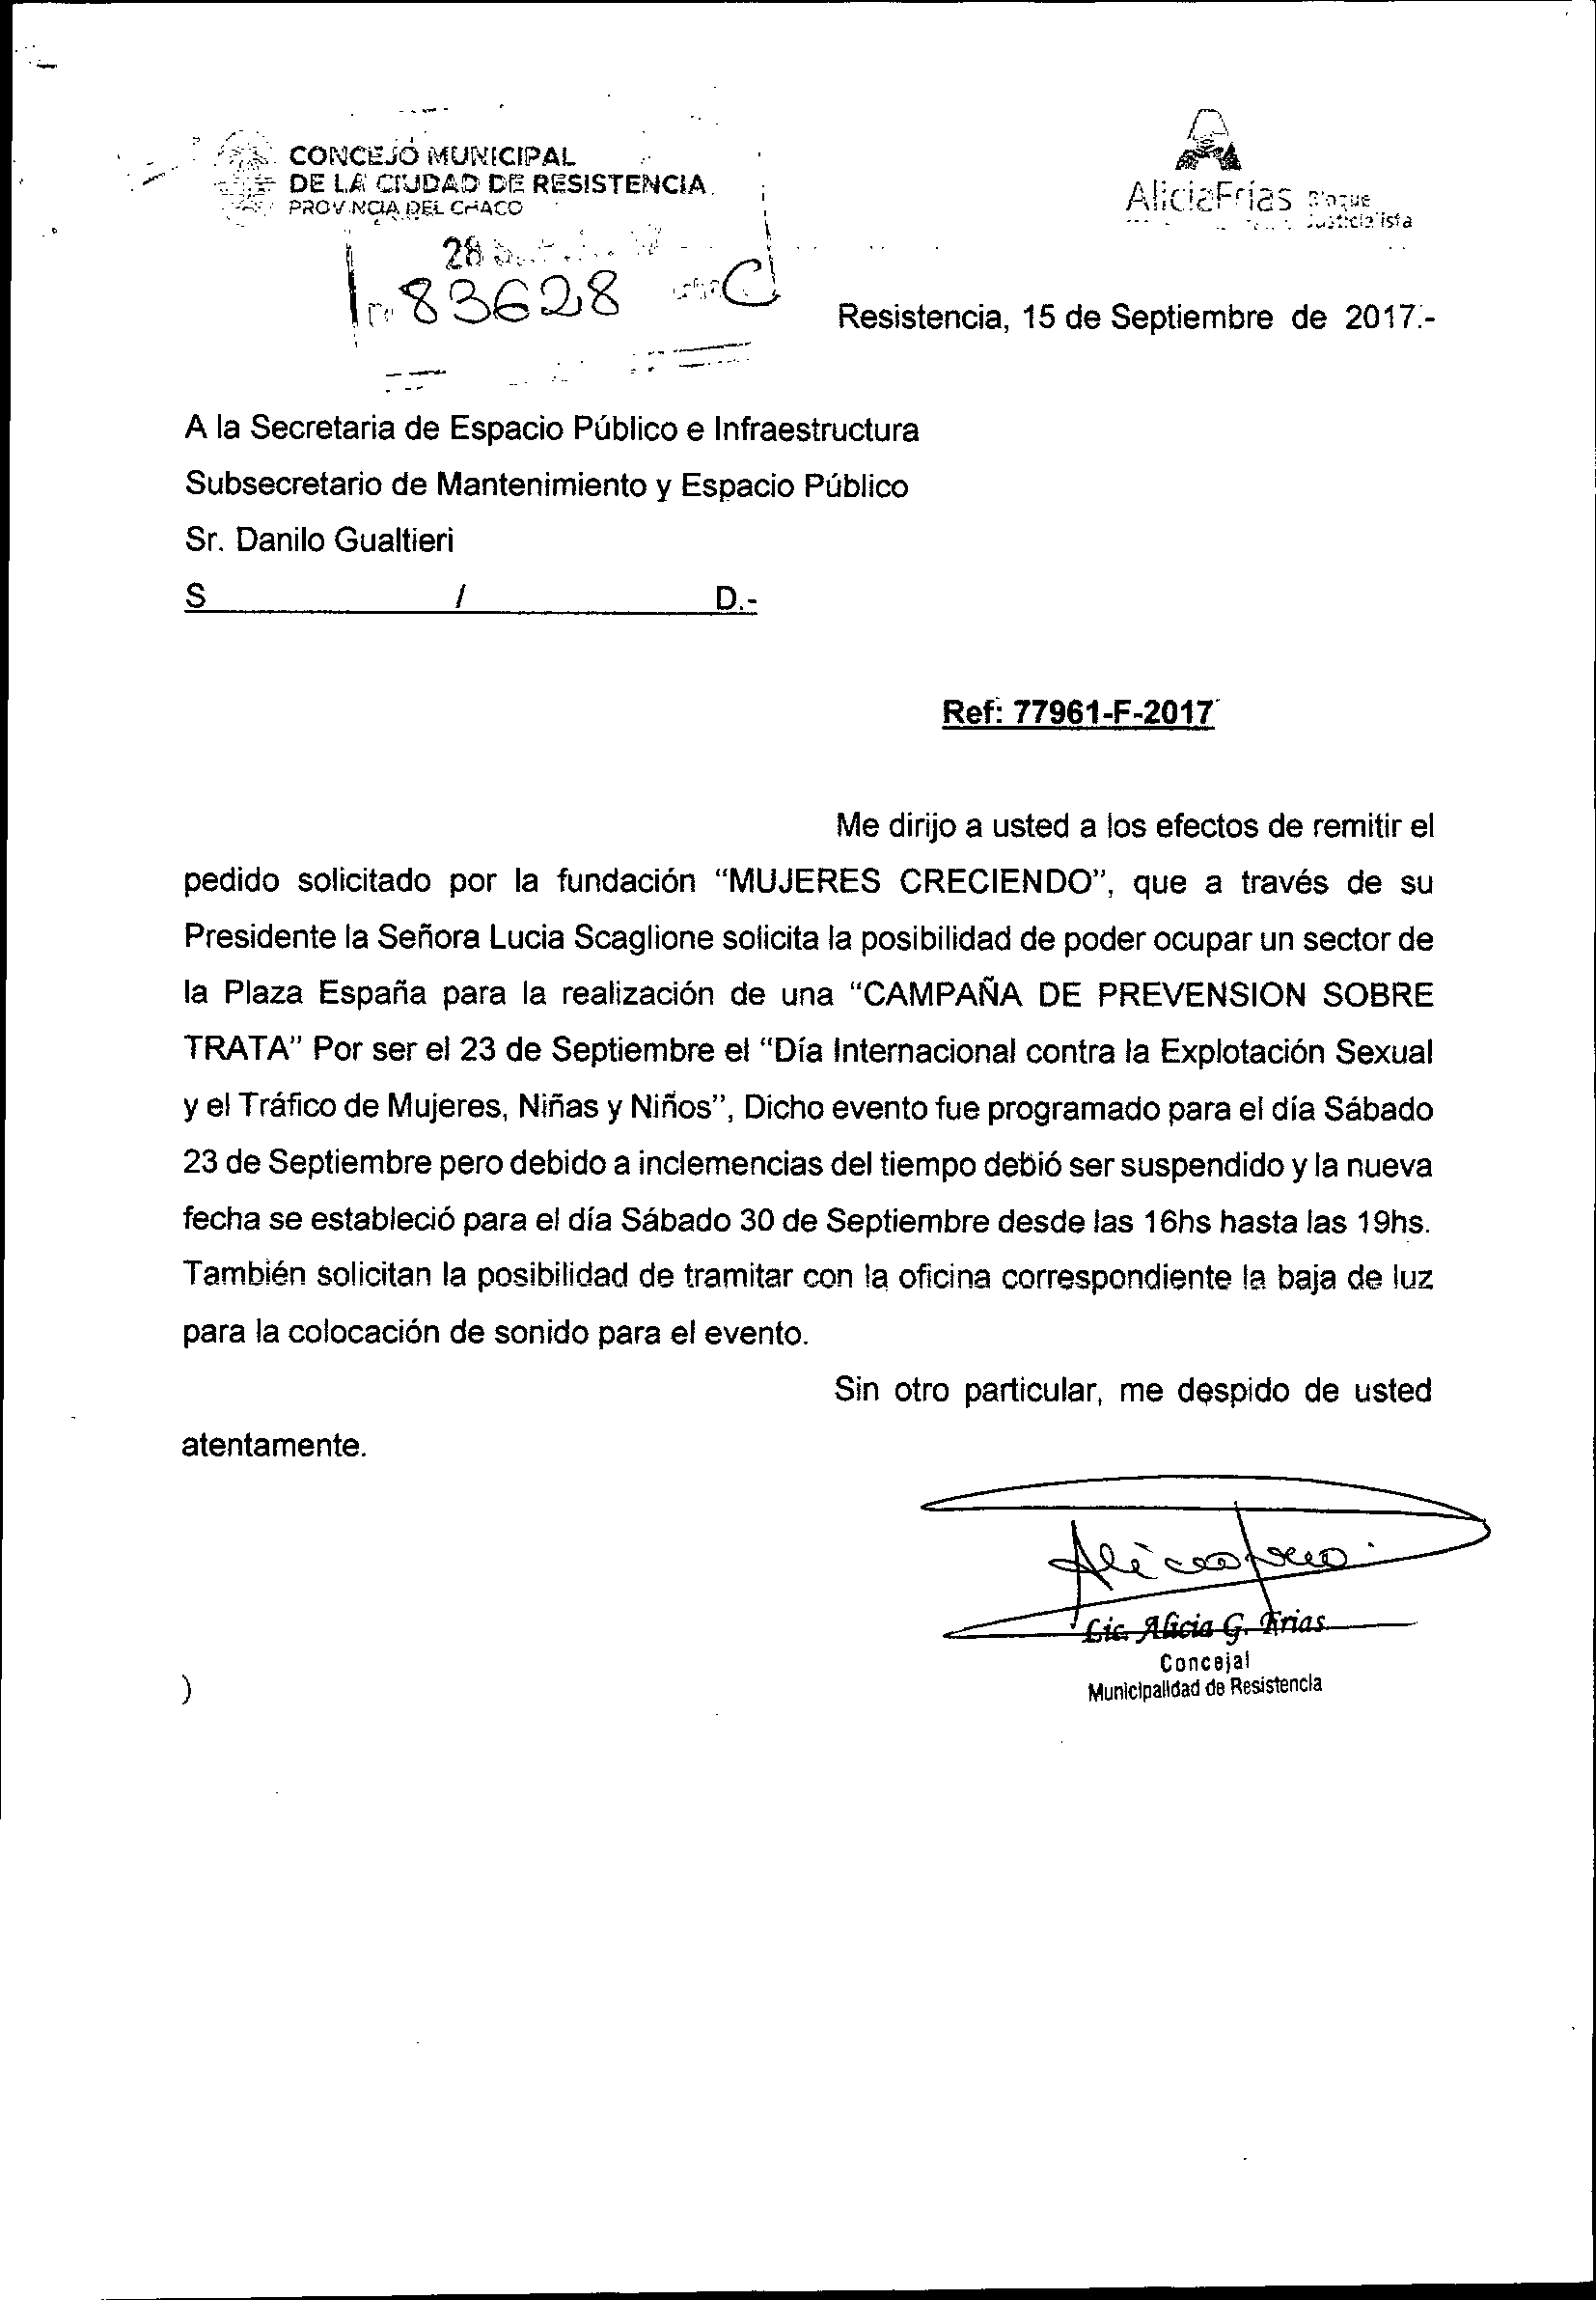 CONCEJO MUNICIPAL
DE LA CIUDAD DE RESISTENCIA
PROVINCIA DEL CHACO
AliciaFrías Bloque
Justicialista
28
83628 C
Resistencia, 15 de Septiembre de 2017.-
A la Secretaria de Espacio Público e Infraestructura
Subsecretario de Mantenimiento y Espacio Público
Sr. Danilo Gualtieri
S / D.-
Ref: 77961-F-2017
Me dirijo a usted a los efectos de remitir el
pedido solicitado por la fundación “MUJERES CRECIENDO”, que a través de su
Presidente la Señora Lucia Scaglione solicita la posibilidad de poder ocupar un sector de
la Plaza España para la realización de una “CAMPAÑA DE PREVENSION SOBRE
TRATA” Por ser el 23 de Septiembre el “Día Internacional contra la Explotación Sexual
y el Tráfico de Mujeres, Niñas y Niños”, Dicho evento fue programado para el día Sábado
23 de Septiembre pero debido a inclemencias del tiempo debió ser suspendido y la nueva
fecha se estableció para el día Sábado 30 de Septiembre desde las 16hs hasta las 19hs.
También solicitan la posibilidad de tramitar con la oficina correspondiente la baja de luz
para la colocación de sonido para el evento.
Sin otro particular, me despido de usted
atentamente.
Lic. Alicia G. Frias
Concejal
Municipalidad de Resistencia
)